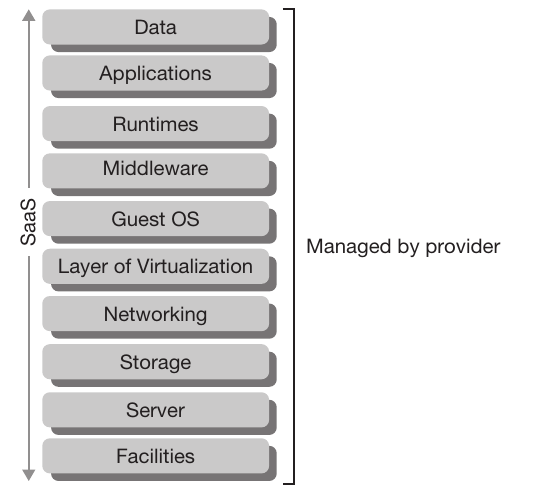 Data
Applications
Runtimes
Middleware
Guest OS
Layer of Virtualization
Networking
Storage
Server
Facilities
SaaS
Managed by provider